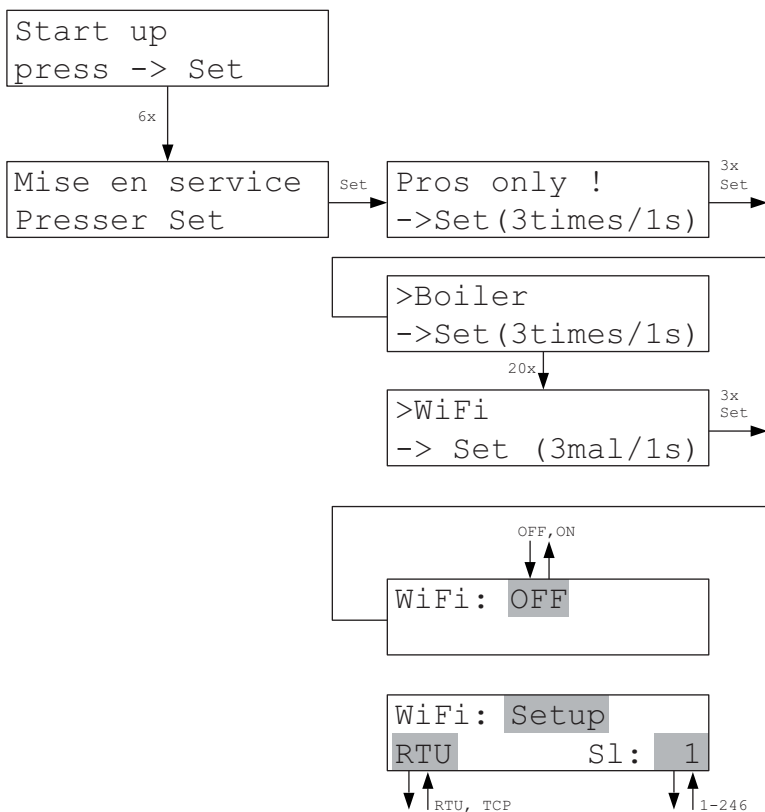 Start up
press -> Set
6x
Mise en service
Presser Set
Set
Pros only !
->Set(3times/1s)
3x
Set
>Boiler
->Set(3times/1s)
20x
>WiFi
-> Set (3mal/1s)
3x
Set
OFF,ON
WiFi: OFF
WiFi: Setup
RTU Sl: 1
RTU, TCP 1-246